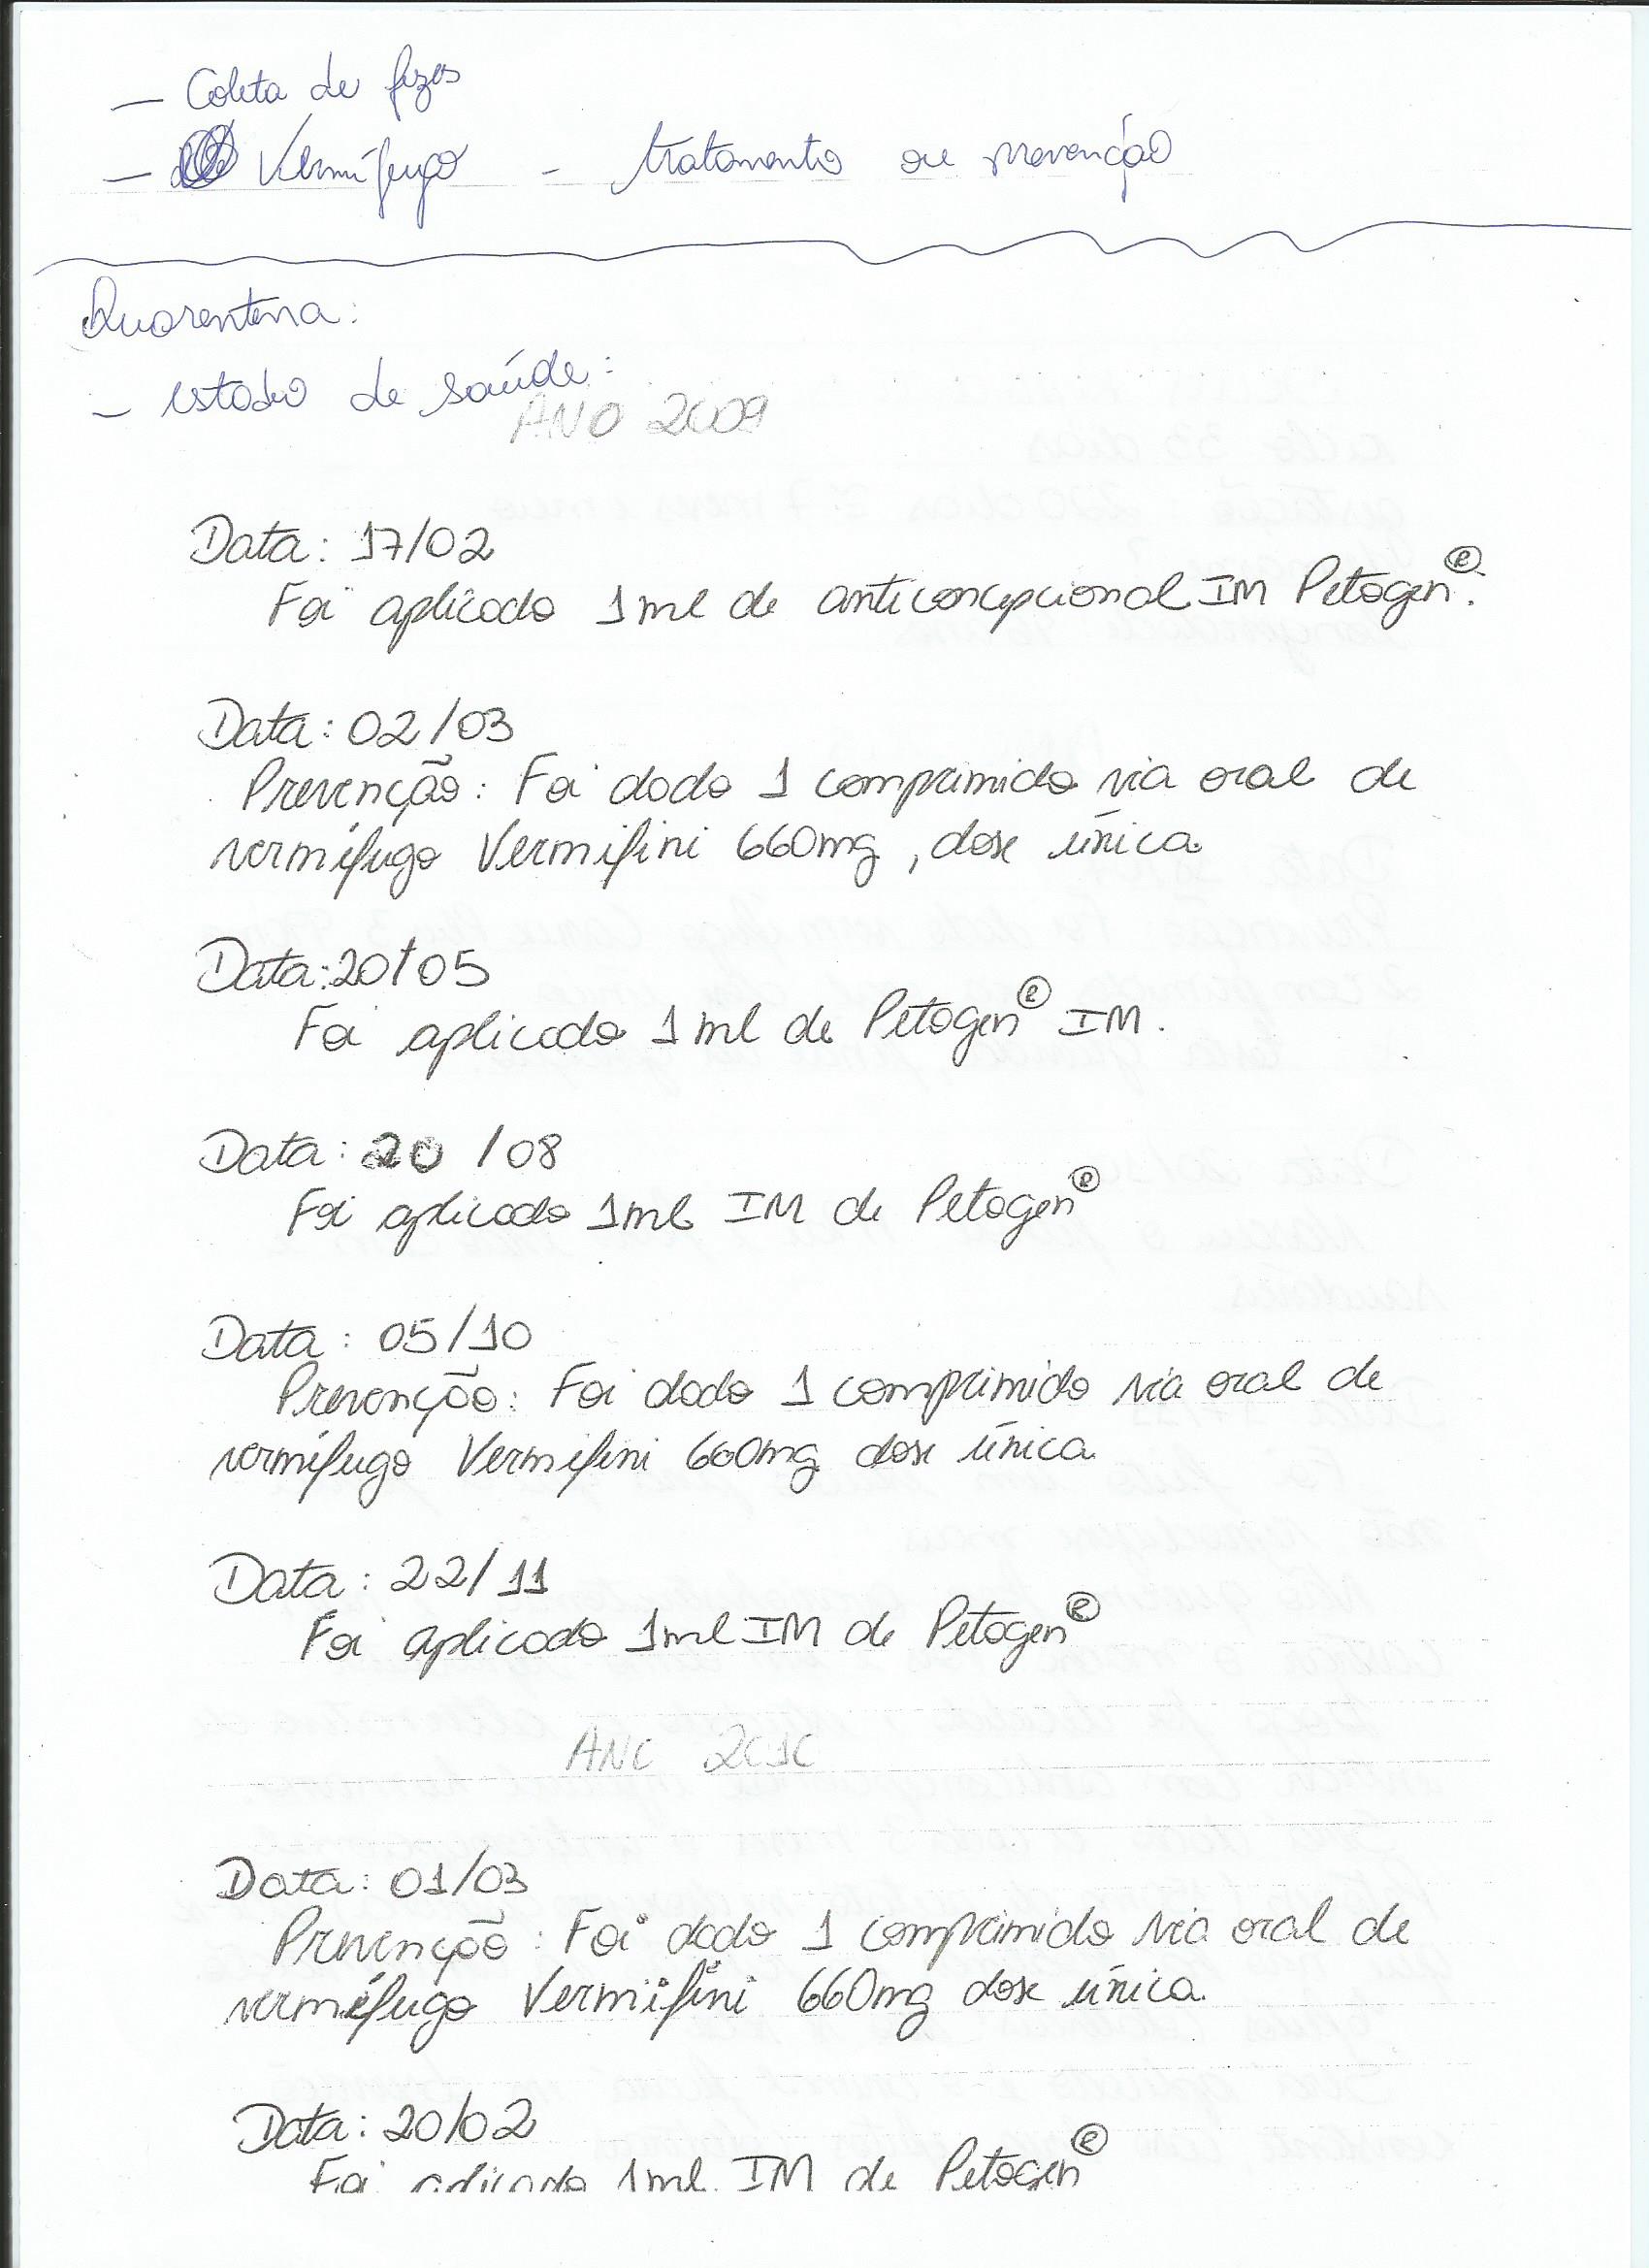 — Coleta de fezes
— Vermífugo - tratamento ou prevenção
Quarentena:
- estado de saúde:
ANO 2009
Data: 17/02
Foi aplicado 1ml de anticoncepcional IM Petogen®.
Data: 02/03
Prevenção: Foi dado 1 comprimido via oral de
vermífugo Vermifini 660mg, dose única
Data: 20/05
Foi aplicado 1ml de Petogen® IM.
Data: 20/08
Foi aplicado 1ml IM de Petogen®
Data: 05/10
Prevenção: Foi dado 1 comprimido via oral de
vermífugo Vermifini 660mg dose única.
Data: 22/11
Foi aplicado 1ml IM de Petogen®
ANO 2010
Data: 01/03
Prevenção: Foi dado 1 comprimido via oral de
vermífugo Vermifini 660mg dose única.
Data: 20/02
Foi aplicado 1ml IM de Petogen®